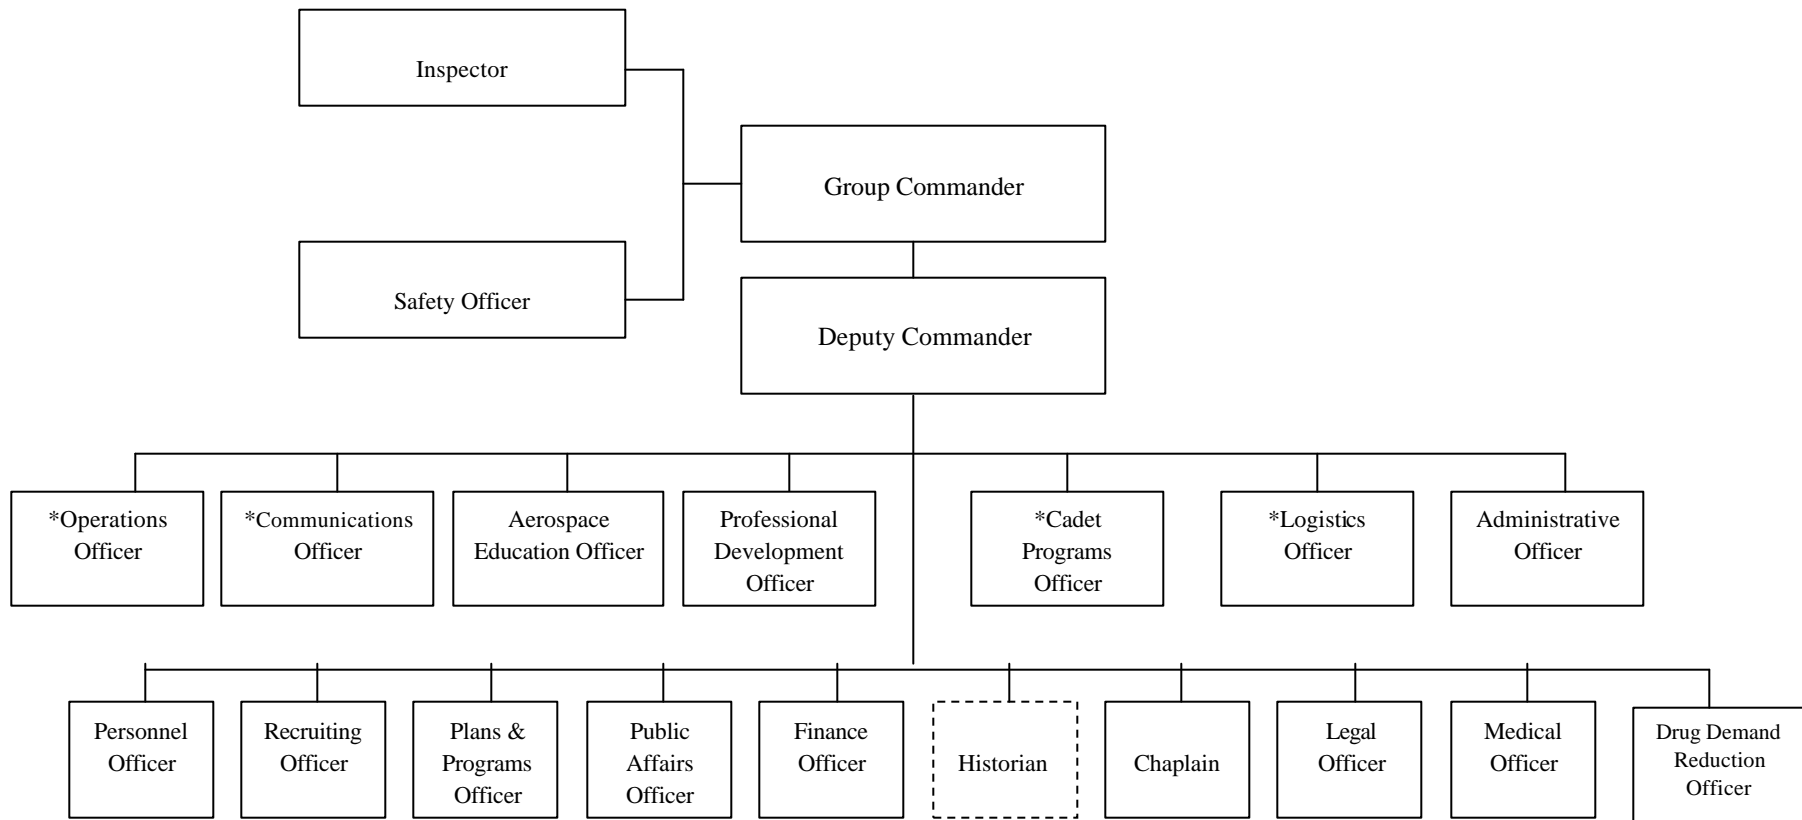 Inspector
Group Commander
Safety Officer
Deputy Commander
*Operations
Officer
*Communications
Officer
Aerospace
Education Officer
Professional
Development
Officer
*Cadet
Programs
Officer
*Logistics
Officer
Administrative
Officer
Personnel
Officer
Recruiting
Officer
Plans &
Programs
Officer
Public
Affairs
Officer
Finance
Officer
Historian
Chaplain
Legal
Officer
Medical
Officer
Drug Demand
Reduction
Officer